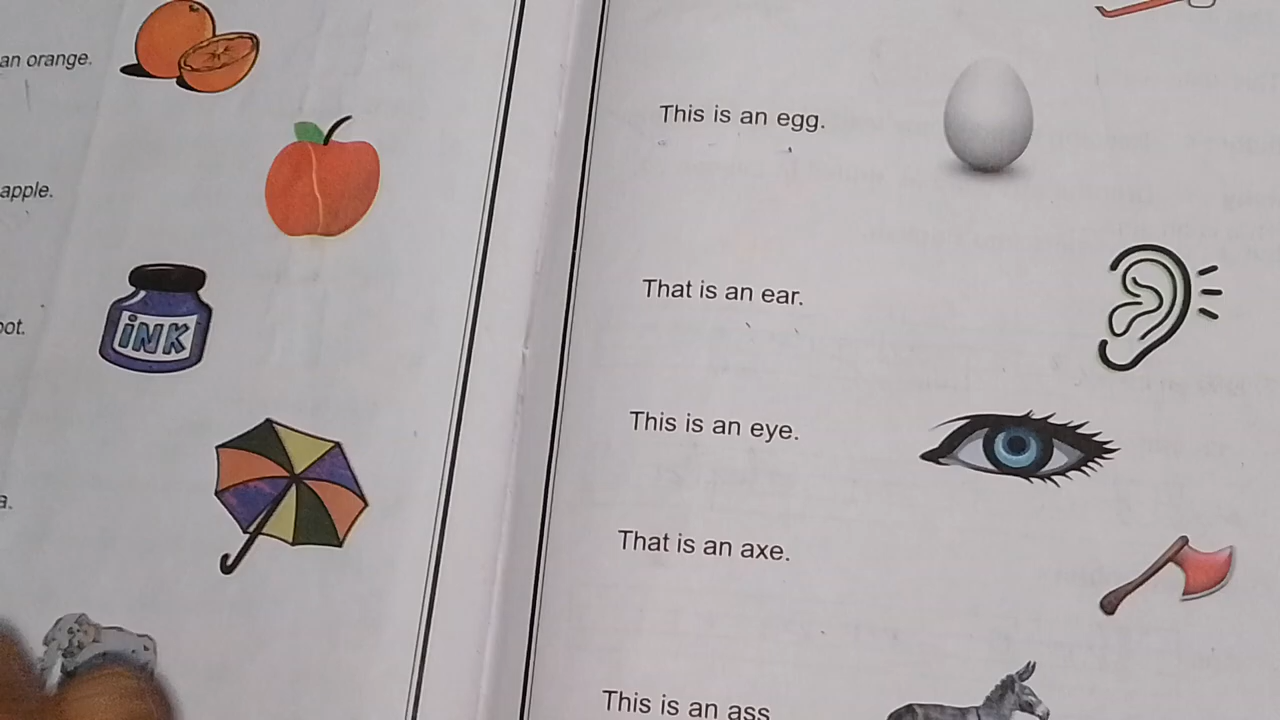 an orange.
apple.
iNK
This is an egg.
That is an ear.
This is an eye.
That is an axe.
This is an ass